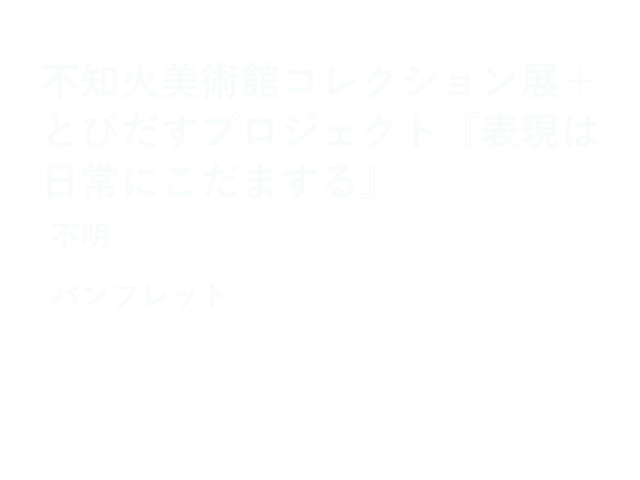 不知火美術館コレクション展＋
とびだすプロジェクト『表現は
日常にこだまする』
不明
パンフレット